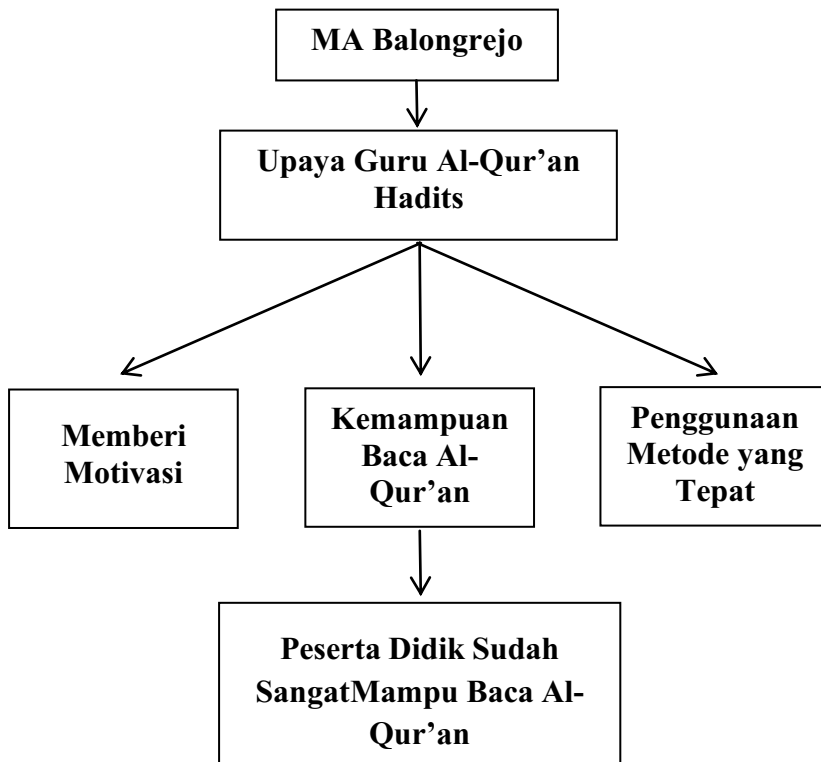 MA Balongrejo
Upaya Guru Al-Qur’an
Hadits
Memberi
Motivasi
Kemampuan
Baca Al-
Qur’an
Penggunaan
Metode yang
Tepat
Peserta Didik Sudah
SangatMampu Baca Al-
Qur’an